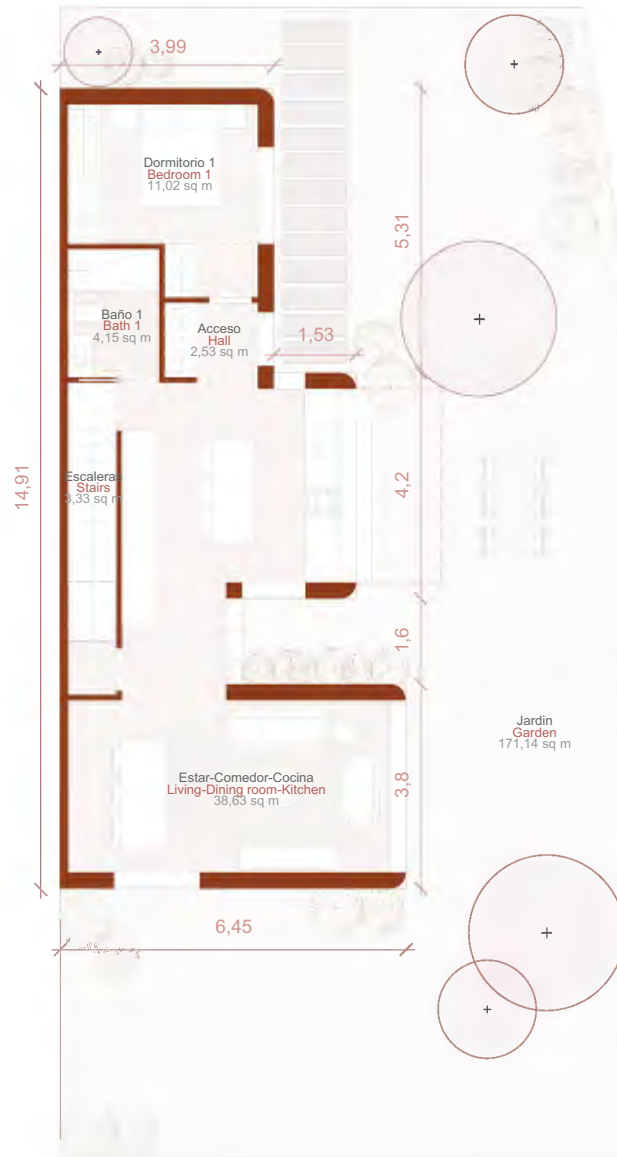 3,99
Dormitorio 1
Bedroom 1
11,02 sq m
5,31
Baño 1
Bath 1
4,15 sq m
Acceso
Hall
2,53 sq m
1,53
14,91
Escaleras
Stairs
3,33 sq m
4,2
1,6
Jardin
Garden
171,14 sq m
Estar-Comedor-Cocina
Living-Dining room-Kitchen
38,63 sq m
3,8
6,45